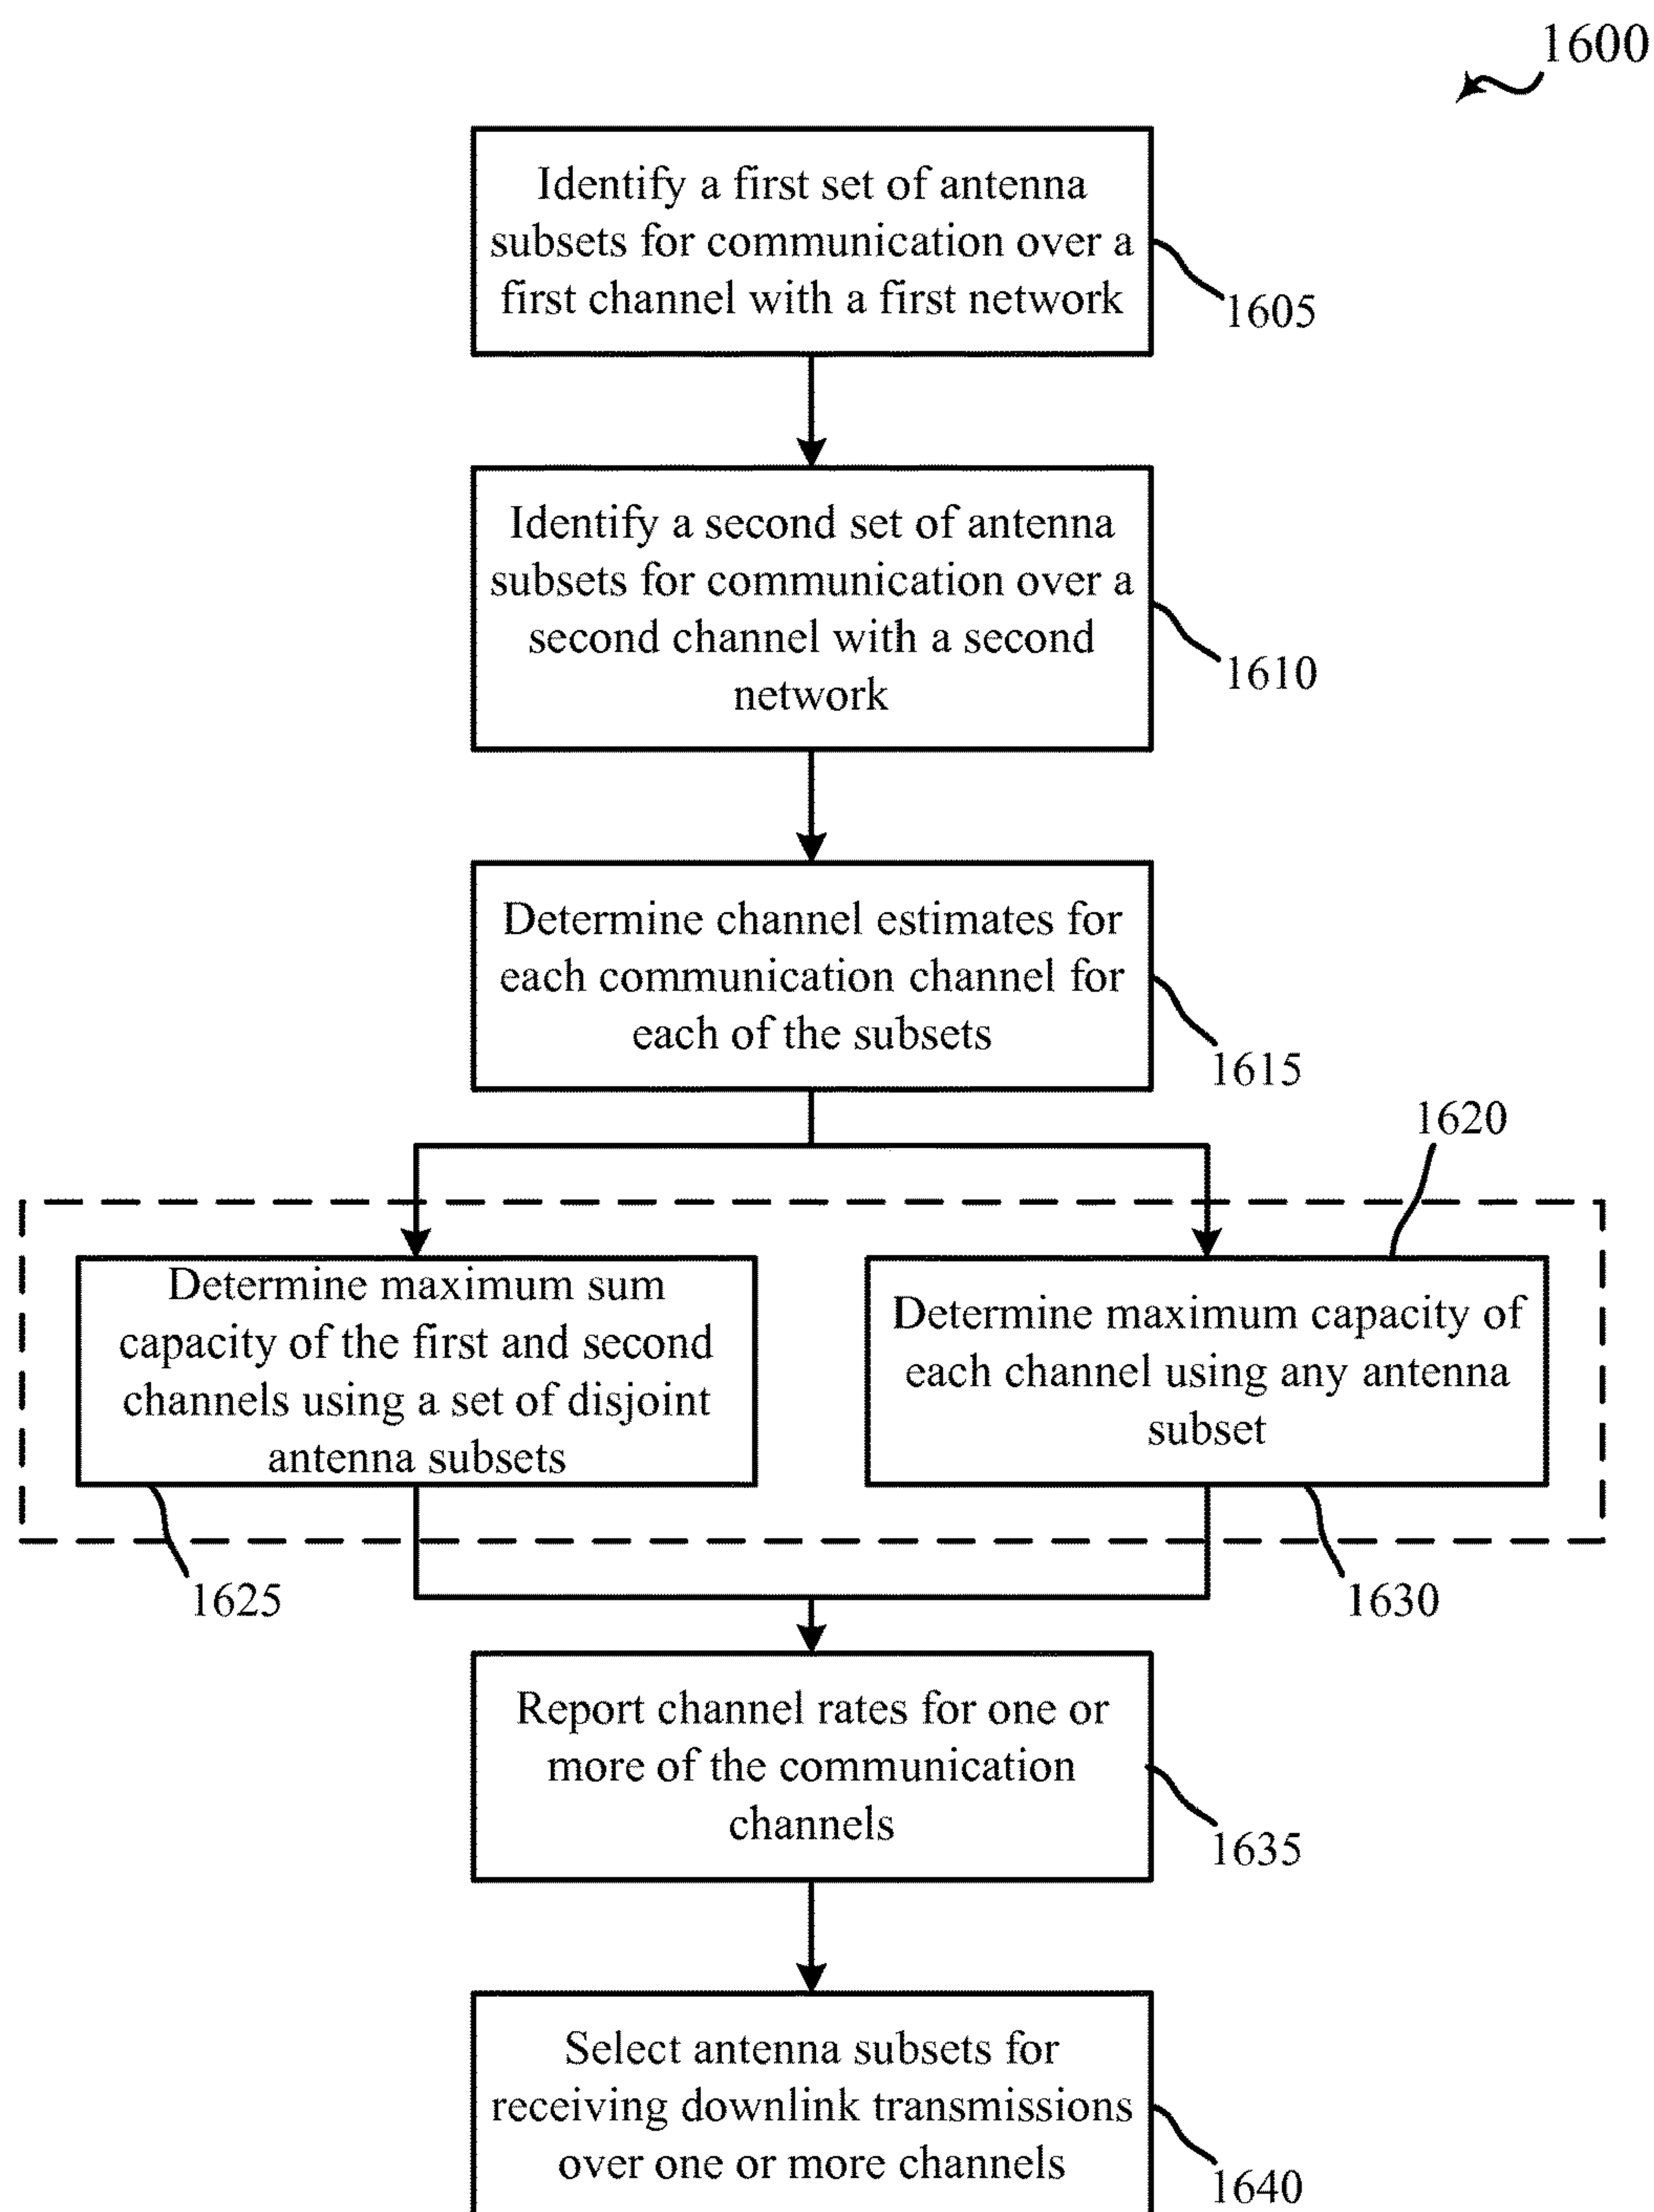 1600
Identify a first set of antenna
subsets for communication over a
first channel with a first network
1605
Identify a second set of antenna
subsets for communication over a
second channel with a second
network
1610
Determine channel estimates for
each communication channel for
each of the subsets
1615
1620
Determine maximum sum
capacity of the first and second
channels using a set of disjoint
antenna subsets
1625
Determine maximum capacity of
each channel using any antenna
subset
1630
Report channel rates for one or
more of the communication
channels
1635
Select antenna subsets for
receiving downlink transmissions
over one or more channels
1640